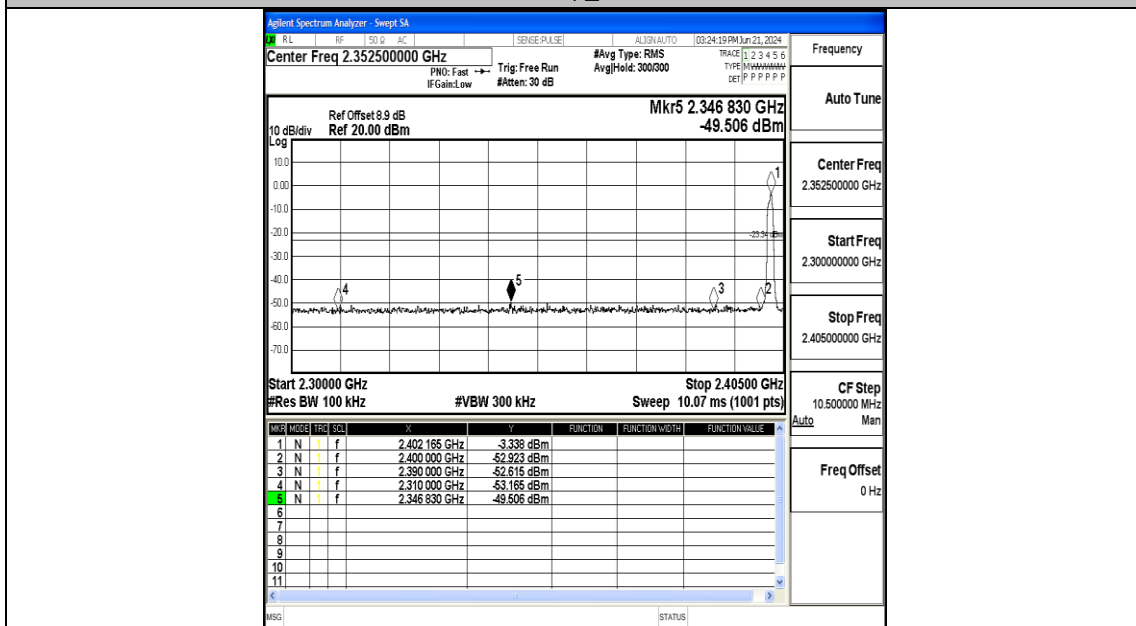 Agilent Spectrum Analyzer - Swept SA
RL RF 50 Ω AC SENSE:PULSE ALIGN AUTO 03:24:19 PM Jun 21, 2024
Center Freq 2.352500000 GHz
PNO: Fast
IFGain:Low
Trig: Free Run
#Atten: 30 dB
#Avg Type: RMS
Avg|Hold: 300/300
TRACE 1 2 3 4 5 6
TYPE M
DET P P P P P P
Mkr5 2.346 830 GHz
-49.506 dBm
Ref Offset 8.9 dB
10 dB/div Ref 20.00 dBm
Log
10.0
0.00
-10.0
-20.0
-30.0
-40.0
-50.0
-60.0
-70.0
1
-23.34 dBm
4
5
3
2
Start 2.30000 GHz Stop 2.40500 GHz
#Res BW 100 kHz #VBW 300 kHz Sweep 10.07 ms (1001 pts)
MKR MODE TRC SCL X Y FUNCTION FUNCTION WIDTH FUNCTION VALUE
1 N 1 f 2.402 165 GHz -3.338 dBm
2 N 1 f 2.400 000 GHz -52.923 dBm
3 N 1 f 2.390 000 GHz -52.615 dBm
4 N 1 f 2.310 000 GHz -53.165 dBm
5 N 1 f 2.346 830 GHz -49.506 dBm
6
7
8
9
10
11
MSG STATUS
Frequency
Auto Tune
Center Freq
2.352500000 GHz
Start Freq
2.300000000 GHz
Stop Freq
2.405000000 GHz
CF Step
10.500000 MHz
Auto Man
Freq Offset
0 Hz